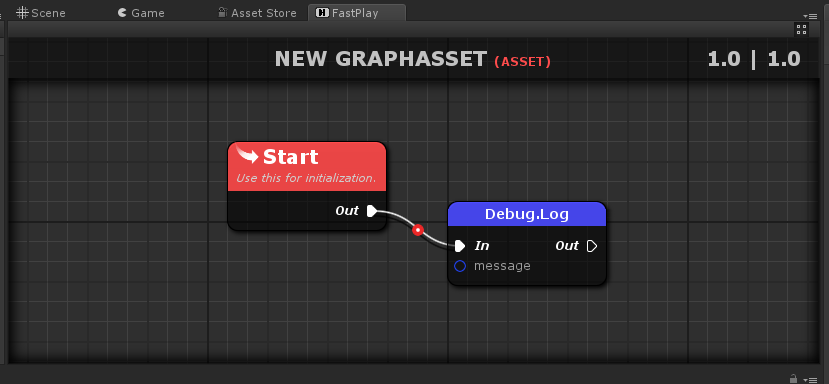 Scene Game Asset Store FastPlay
NEW GRAPHASSET (ASSET) 1.0 | 1.0
Start
Use this for initialization.
Out
Debug.Log
In Out
message